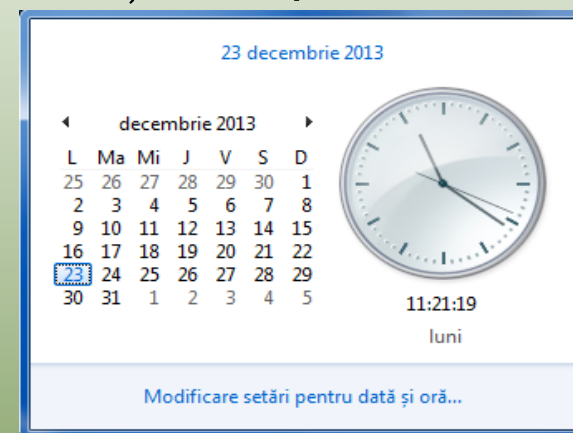 23 decembrie 2013
decembrie 2013
L Ma Mi J V S D
25 26 27 28 29 30 1
2 3 4 5 6 7 8
9 10 11 12 13 14 15
16 17 18 19 20 21 22
23 24 25 26 27 28 29
30 31 1 2 3 4 5
11:21:19
luni
Modificare setări pentru dată și oră...